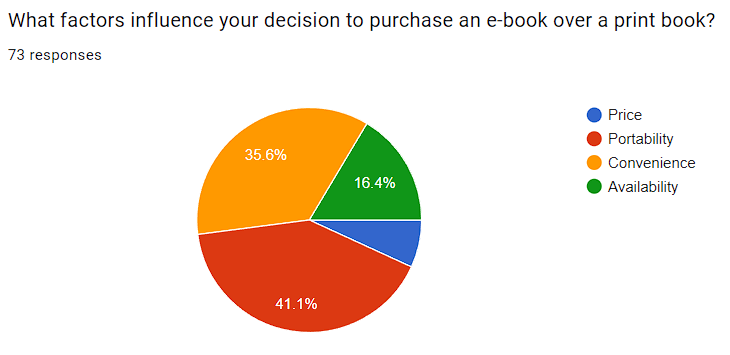 What factors influence your decision to purchase an e-book over a print book?
73 responses
Price
Portability
Convenience
Availability
35.6%
16.4%
41.1%